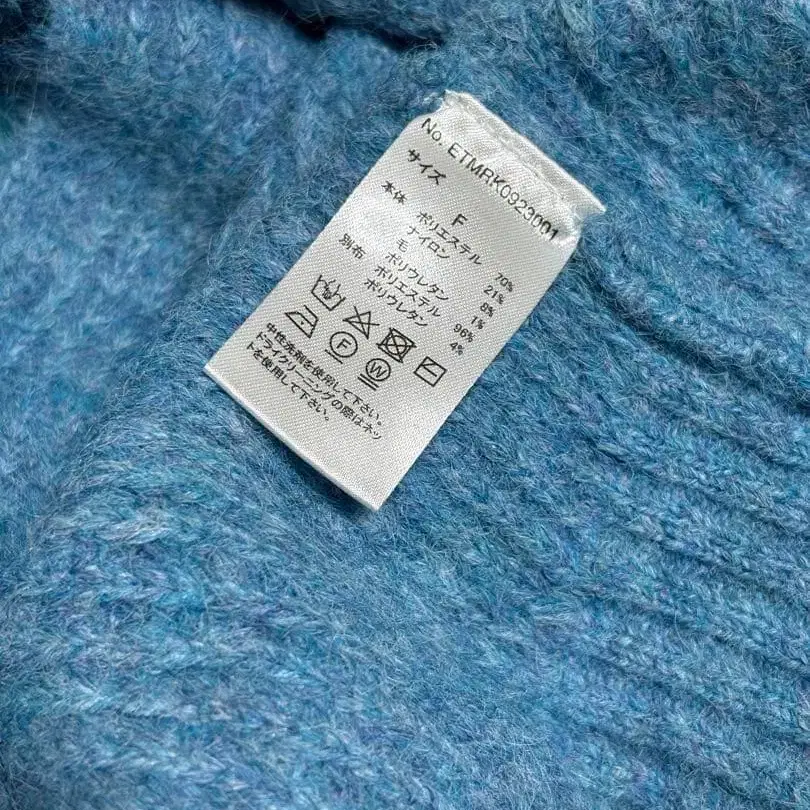 No. ETMRK0923001
サイズ F
本体 ポリエステル 70%
ナイロン 21%
毛 8%
ポリウレタン 1%
別布 ポリエステル 96%
ポリウレタン 4%
F W
中性洗剤を使用して下さい。
ドライクリーニングの際はネッ
トを使用して下さい。